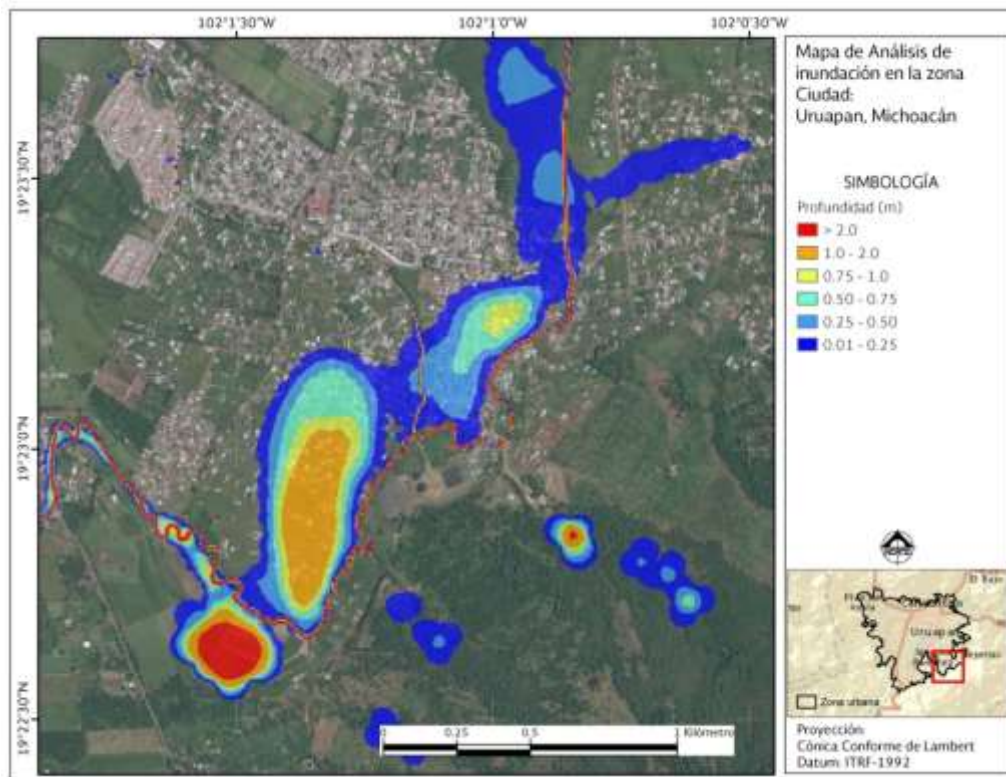 102°1'30"W
102°1'0"W
102°0'30"W
19°23'30"N
19°23'0"N
19°22'30"N
Mapa de Análisis de
inundación en la zona
Ciudad:
Uruapan, Michoacán
SIMBOLOGÍA
Profundidad (m)
> 2.0
1.0 - 2.0
0.75 - 1.0
0.50 - 0.75
0.25 - 0.50
0.01 - 0.25
0 0.25 0.5 1 Kilómetro
El Bajo
Uruapan
Zona urbana
Proyección:
Cónica Conforme de Lambert
Datum: ITRF-1992